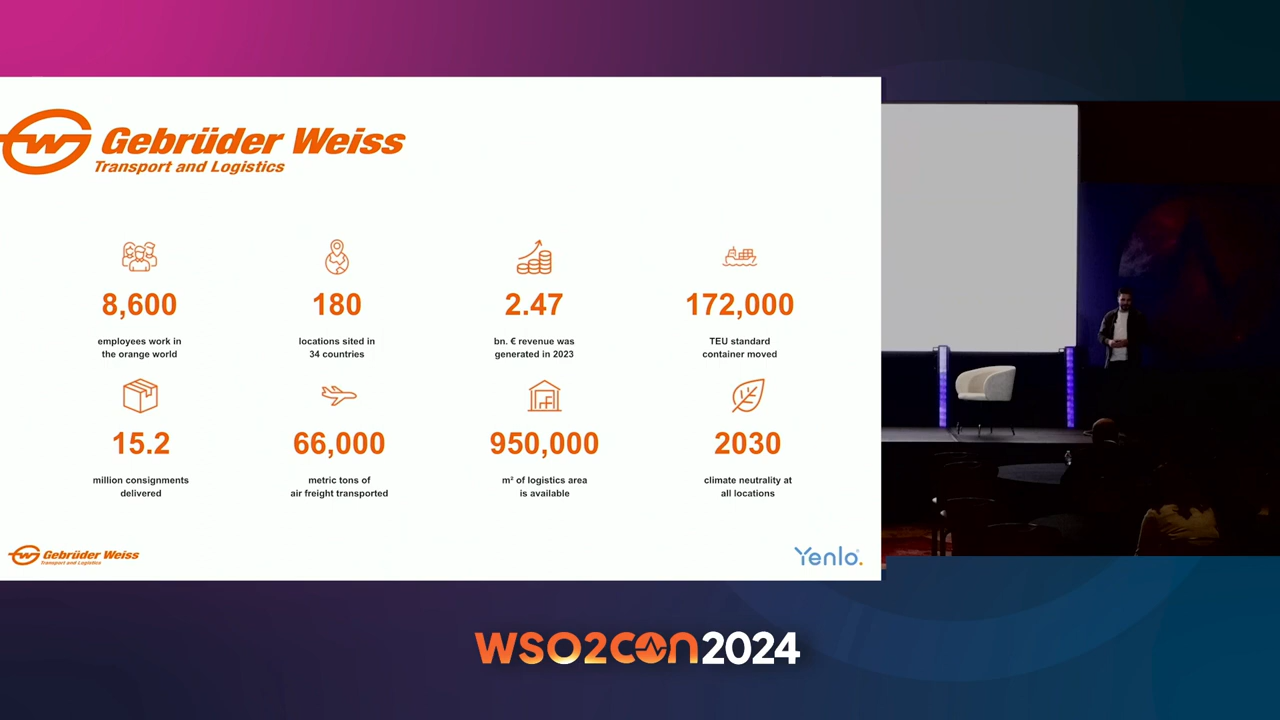 Gebrüder Weiss
Transport and Logistics
8,600
employees work in
the orange world
180
locations sited in
34 countries
2.47
bn. € revenue was
generated in 2023
172,000
TEU standard
container moved
15.2
million consignments
delivered
66,000
metric tons of
air freight transported
950,000
m² of logistics area
is available
2030
climate neutrality at
all locations
Gebrüder Weiss
Transport and Logistics
Yenlo.
WSO2CON2024